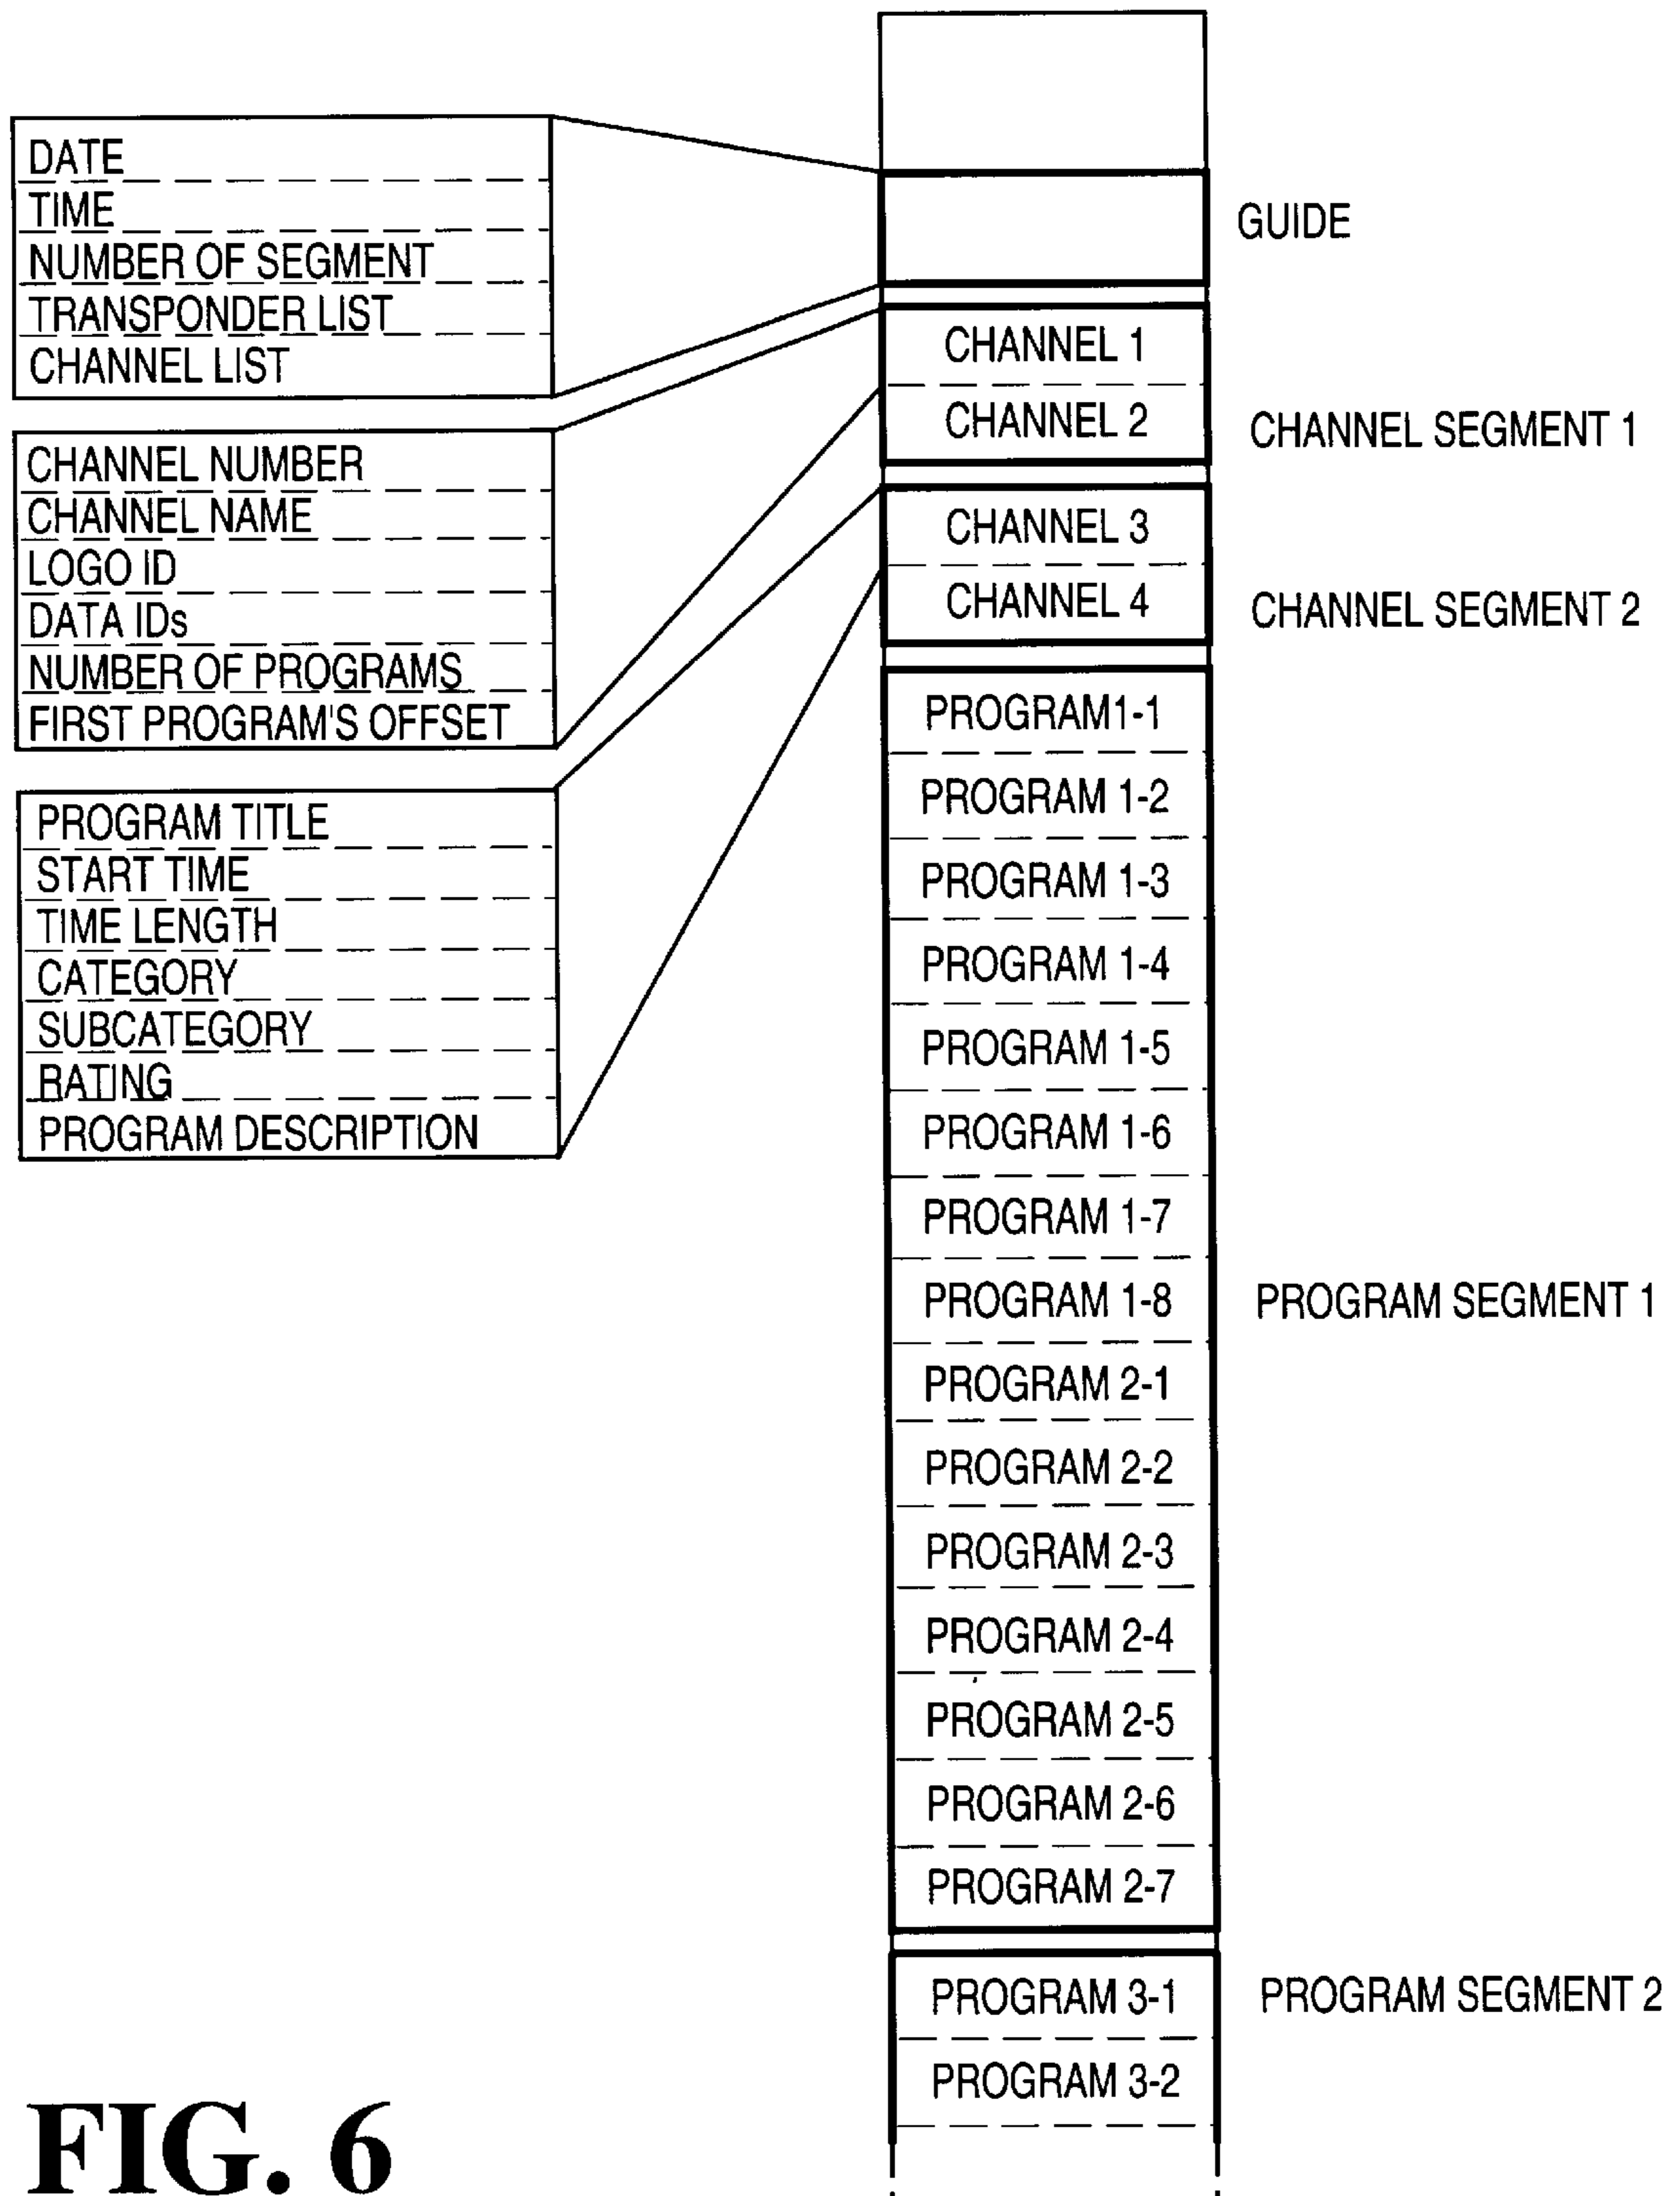 DATE
TIME
NUMBER OF SEGMENT
TRANSPONDER LIST
CHANNEL LIST
CHANNEL NUMBER
CHANNEL NAME
LOGO ID
DATA IDs
NUMBER OF PROGRAMS
FIRST PROGRAM'S OFFSET
PROGRAM TITLE
START TIME
TIME LENGTH
CATEGORY
SUBCATEGORY
RATING
PROGRAM DESCRIPTION
GUIDE
CHANNEL 1
CHANNEL 2
CHANNEL SEGMENT 1
CHANNEL 3
CHANNEL 4
CHANNEL SEGMENT 2
PROGRAM1-1
PROGRAM 1-2
PROGRAM 1-3
PROGRAM 1-4
PROGRAM 1-5
PROGRAM 1-6
PROGRAM 1-7
PROGRAM 1-8
PROGRAM SEGMENT 1
PROGRAM 2-1
PROGRAM 2-2
PROGRAM 2-3
PROGRAM 2-4
PROGRAM 2-5
PROGRAM 2-6
PROGRAM 2-7
PROGRAM 3-1
PROGRAM SEGMENT 2
PROGRAM 3-2
FIG. 6